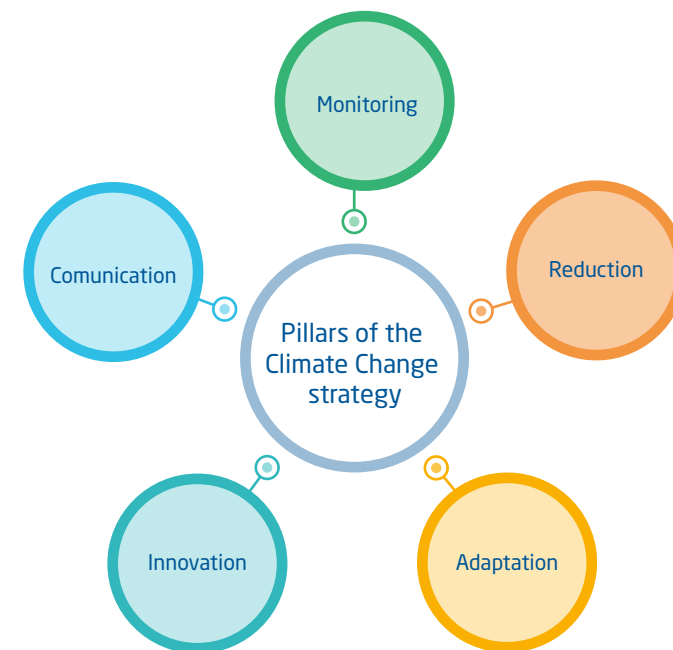 Monitoring
Comunication
Reduction
Pillars of the
Climate Change
strategy
Innovation
Adaptation